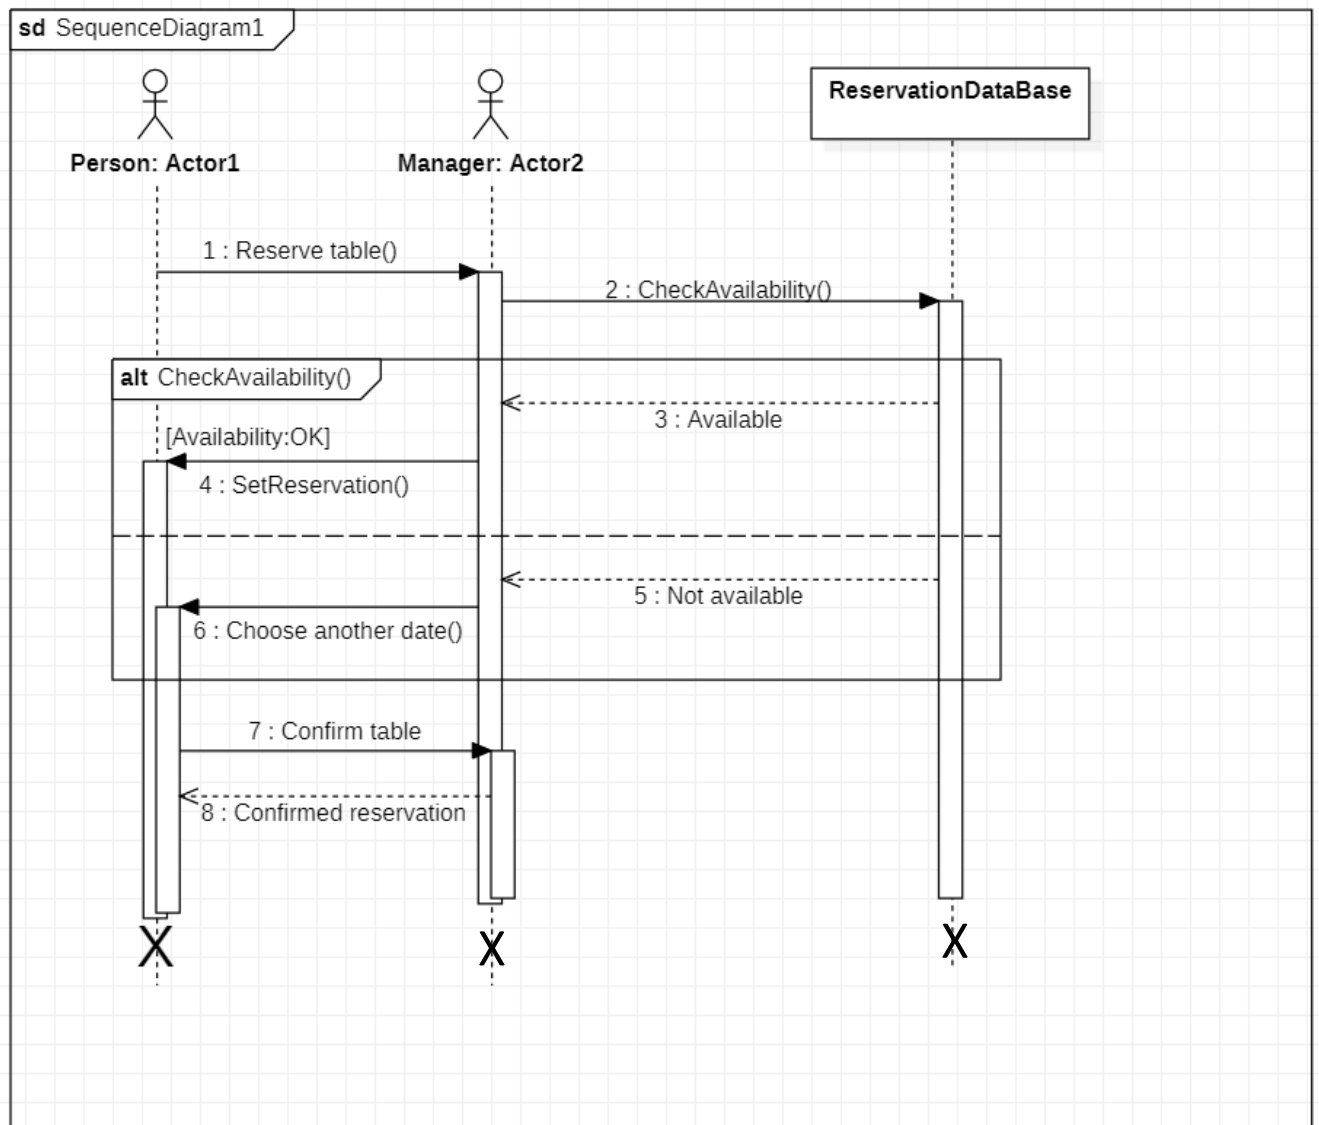 sd SequenceDiagram1
Person: Actor1
Manager: Actor2
ReservationDataBase
1 : Reserve table()
2 : CheckAvailability()
alt CheckAvailability()
3 : Available
[Availability:OK]
4 : SetReservation()
5 : Not available
6 : Choose another date()
7 : Confirm table
8 : Confirmed reservation
X
X
X